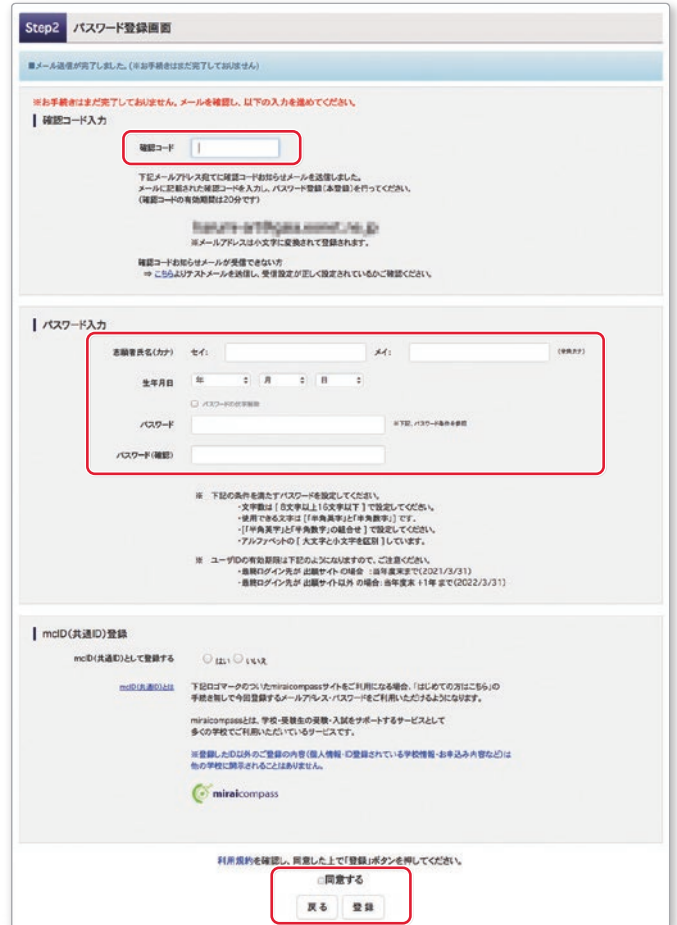 Step2 パスワード登録画面
■メール送信が完了しました。(※お手続きはまだ完了しておりません)
※お手続きはまだ完了しておりません。メールを確認し、以下の入力を進めてください。
確認コード入力
確認コード
下記メールアドレス宛てに確認コードお知らせメールを送信しました。
メールに記載された確認コードを入力し、パスワード登録(本登録)を行ってください。
(確認コードの有効期間は20分です)
※メールアドレスは小文字に変換されて登録されます。
確認コードお知らせメールが受信できない方
⇒ こちらよりテストメールを送信し、受信設定が正しく設定されているかご確認ください。
パスワード入力
志願者氏名(カナ) セイ: メイ: (全角カナ)
生年月日 年 月 日
パスワードの伏字解除
パスワード ※下記、パスワード条件を参照
パスワード(確認)
※ 下記の条件を満たすパスワードを設定してください。
・文字数は [ 8文字以上16文字以下 ] で設定してください。
・使用できる文字は [「半角英字」と「半角数字」] です。
・[「半角英字」と「半角数字」の組合せ ] で設定してください。
・アルファベットの [ 大文字と小文字を区別 ] しています。
※ ユーザIDの有効期限は下記のようになりますので、ご注意ください。
・最終ログイン先が 出願サイト の場合 :当年度末まで(2021/3/31)
・最終ログイン先が 出願サイト以外 の場合: 当年度末 +1年 まで(2022/3/31)
mcID(共通ID)登録
mcID(共通ID)として登録する はい いいえ
mcID(共通ID)とは 下記ロゴマークのついたmiraicompassサイトをご利用になる場合、「はじめての方はこちら」の
手続き無しで今回登録するメールアドレス・パスワードをご利用いただけるようになります。
miraicompassとは、学校・受験生の受験・入試をサポートするサービスとして
多くの学校でご利用いただいているサービスです。
※登録したID以外のご登録の内容(個人情報・ID登録されている学校情報・お申込み内容など)は
他の学校に開示されることはありません。
miraicompass
利用規約を確認し、同意した上で「登録」ボタンを押してください。
同意する
戻る 登録